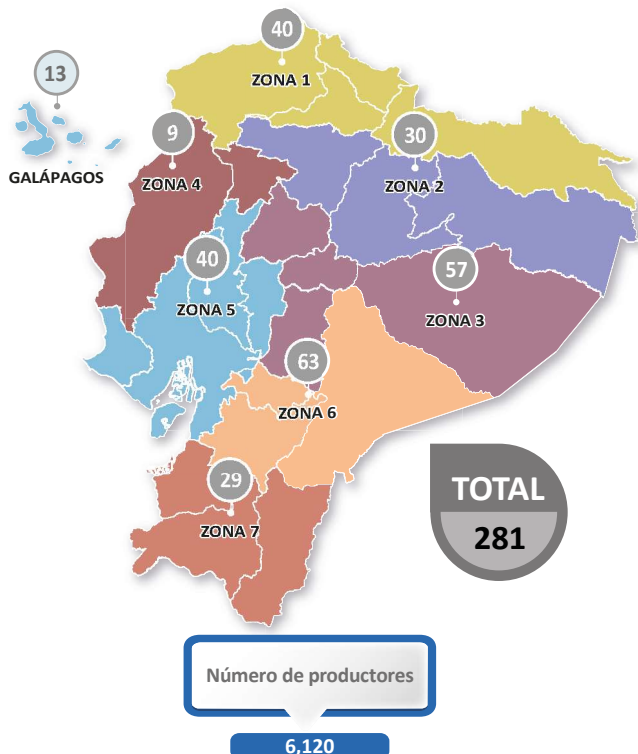 40
ZONA 1
13
GALÁPAGOS
9
ZONA 4
30
ZONA 2
40
ZONA 5
57
ZONA 3
63
ZONA 6
29
ZONA 7
TOTAL
281
Número de productores
6,120